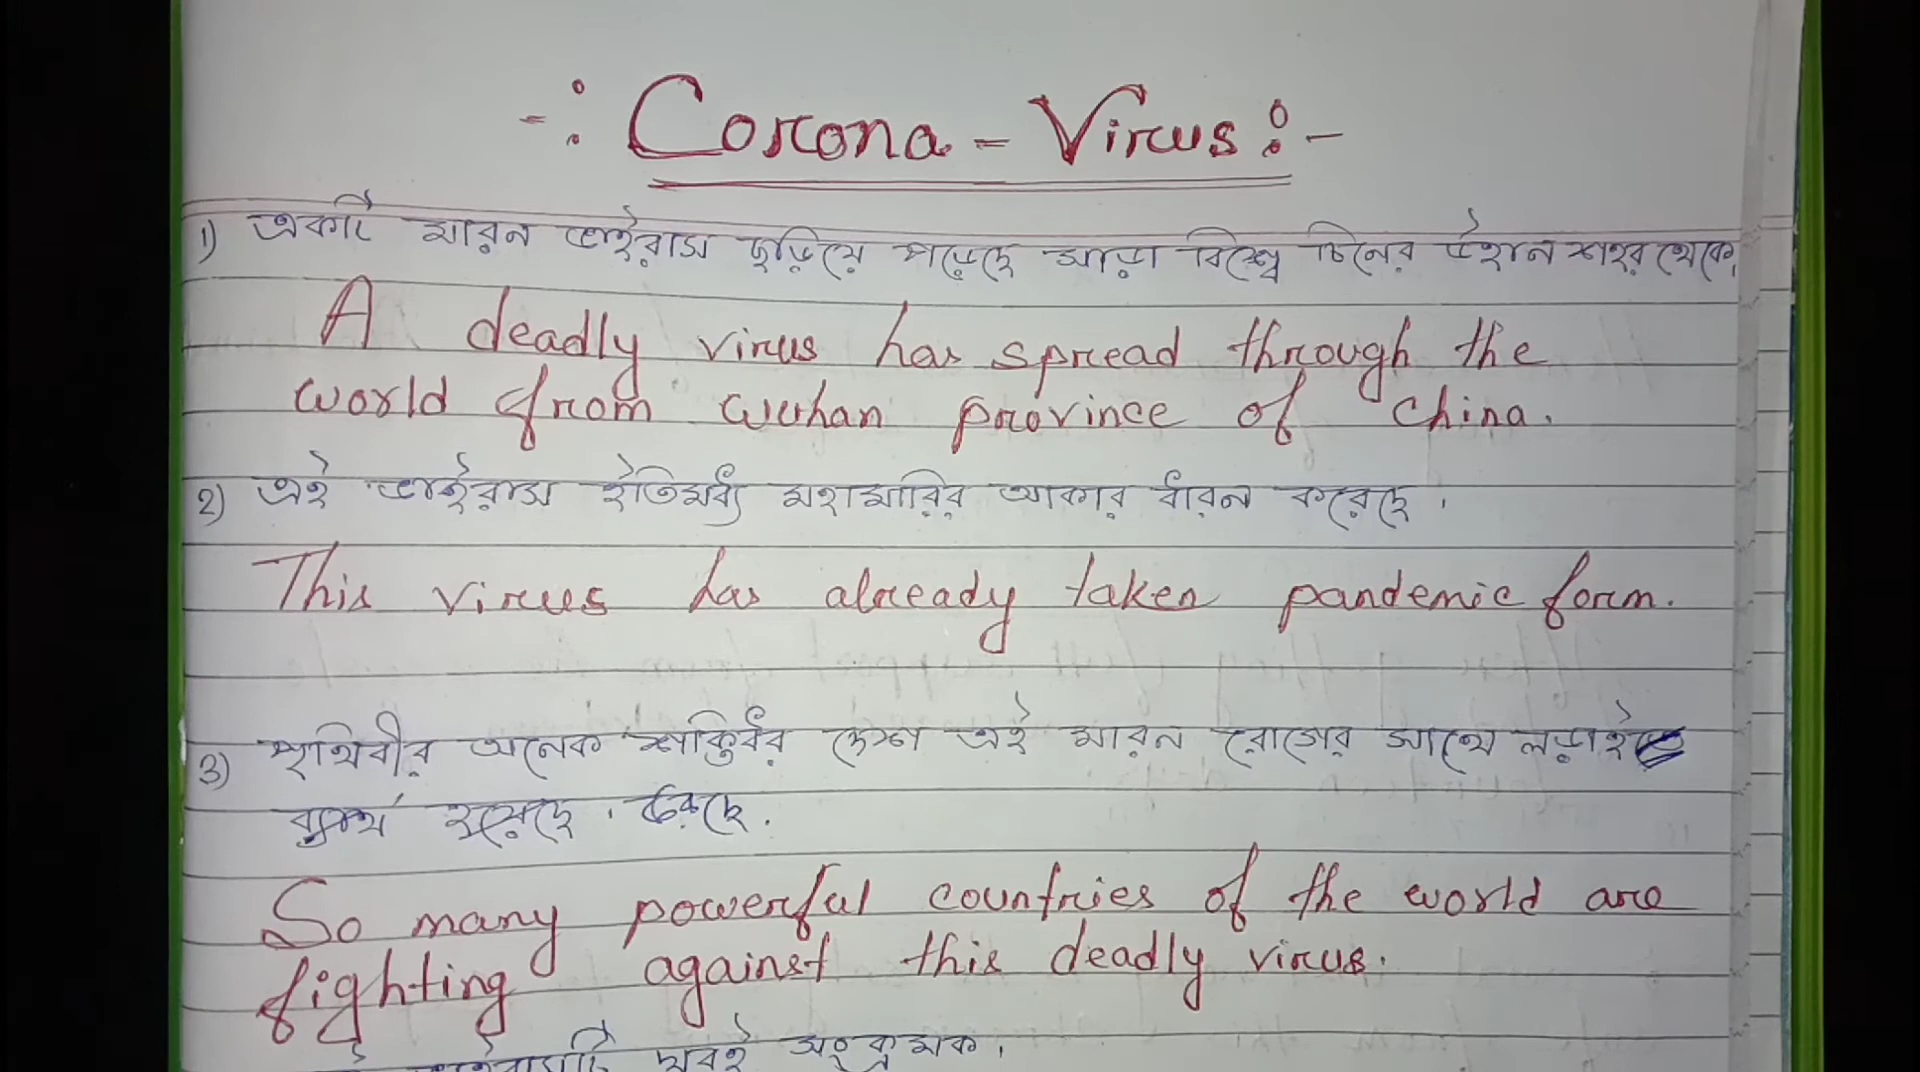 -: Corona - Virus :-
1) একটি মারন ভাইরাস ছড়িয়ে পড়েছে সাড়া বিশ্বে চিনের উহান শহর থেকে।
A deadly virus has spread through the
world from wuhan province of china.
2) এই ভাইরাস ইতিমধ্য মহামারির আকার ধারন করেছে।
This virus has already taken pandemic form.
3) পৃথিবীর অনেক শক্তিধর দেশ এই মারন রোগের সাথে লড়াই
হয়েছে।
So many powerful countries of the world are
fighting against this deadly virus.
সংক্রামক।